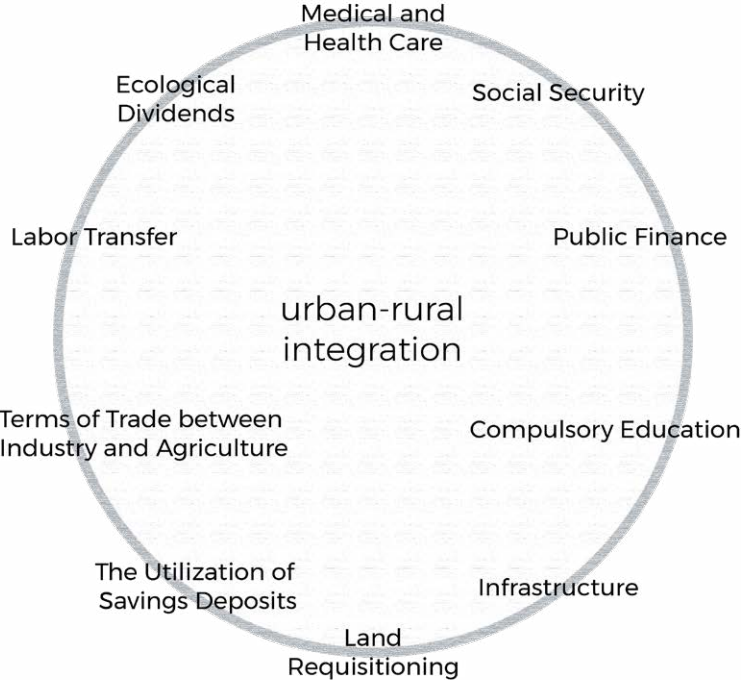 Medical and
Health Care
Ecological
Dividends
Social Security
Labor Transfer
Public Finance
urban-rural
integration
Terms of Trade between
Industry and Agriculture
Compulsory Education
The Utilization of
Savings Deposits
Infrastructure
Land
Requisitioning